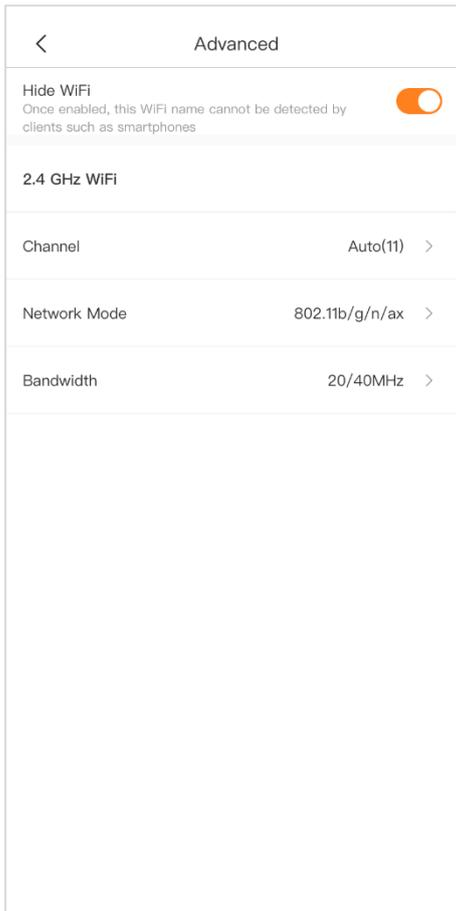 Advanced
Hide WiFi
Once enabled, this WiFi name cannot be detected by
clients such as smartphones
2.4 GHz WiFi
Channel Auto(11)
Network Mode 802.11b/g/n/ax
Bandwidth 20/40MHz